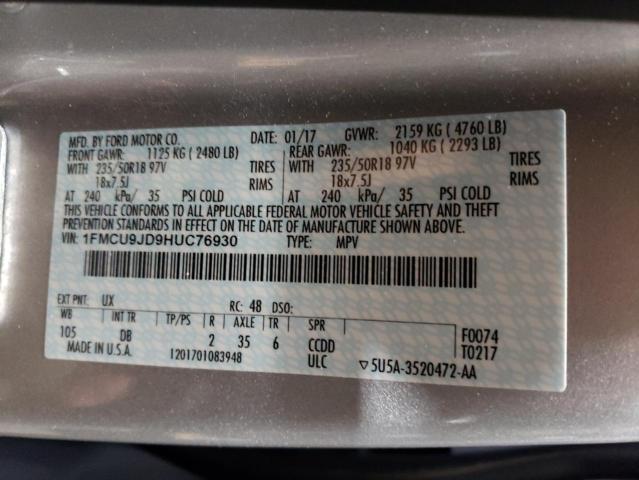 MFD. BY FORD MOTOR CO. DATE: 01/17 GVWR: 2159 KG ( 4760 LB)
FRONT GAWR: 1125 KG ( 2480 LB) REAR GAWR: 1040 KG ( 2293 LB)
WITH 235/50R18 97V TIRES WITH 235/50R18 97V TIRES
18x7.5J RIMS 18x7.5J RIMS
AT 240 kPa/ 35 PSI COLD AT 240 kPa/ 35 PSI COLD
THIS VEHICLE CONFORMS TO ALL APPLICABLE FEDERAL MOTOR VEHICLE SAFETY AND THEFT
PREVENTION STANDARDS IN EFFECT ON THE DATE OF MANUFACTURE SHOWN ABOVE.
VIN: 1FMCU9JD9HUC76930 TYPE: MPV
EXT PNT: UX RC: 48 DSO:
WB INT TR TP/PS R AXLE TR SPR F0074
105 DB 2 35 6 CCDD T0217
MADE IN U.S.A. 1201701083948 ULC ▽5U5A-3520472-AA